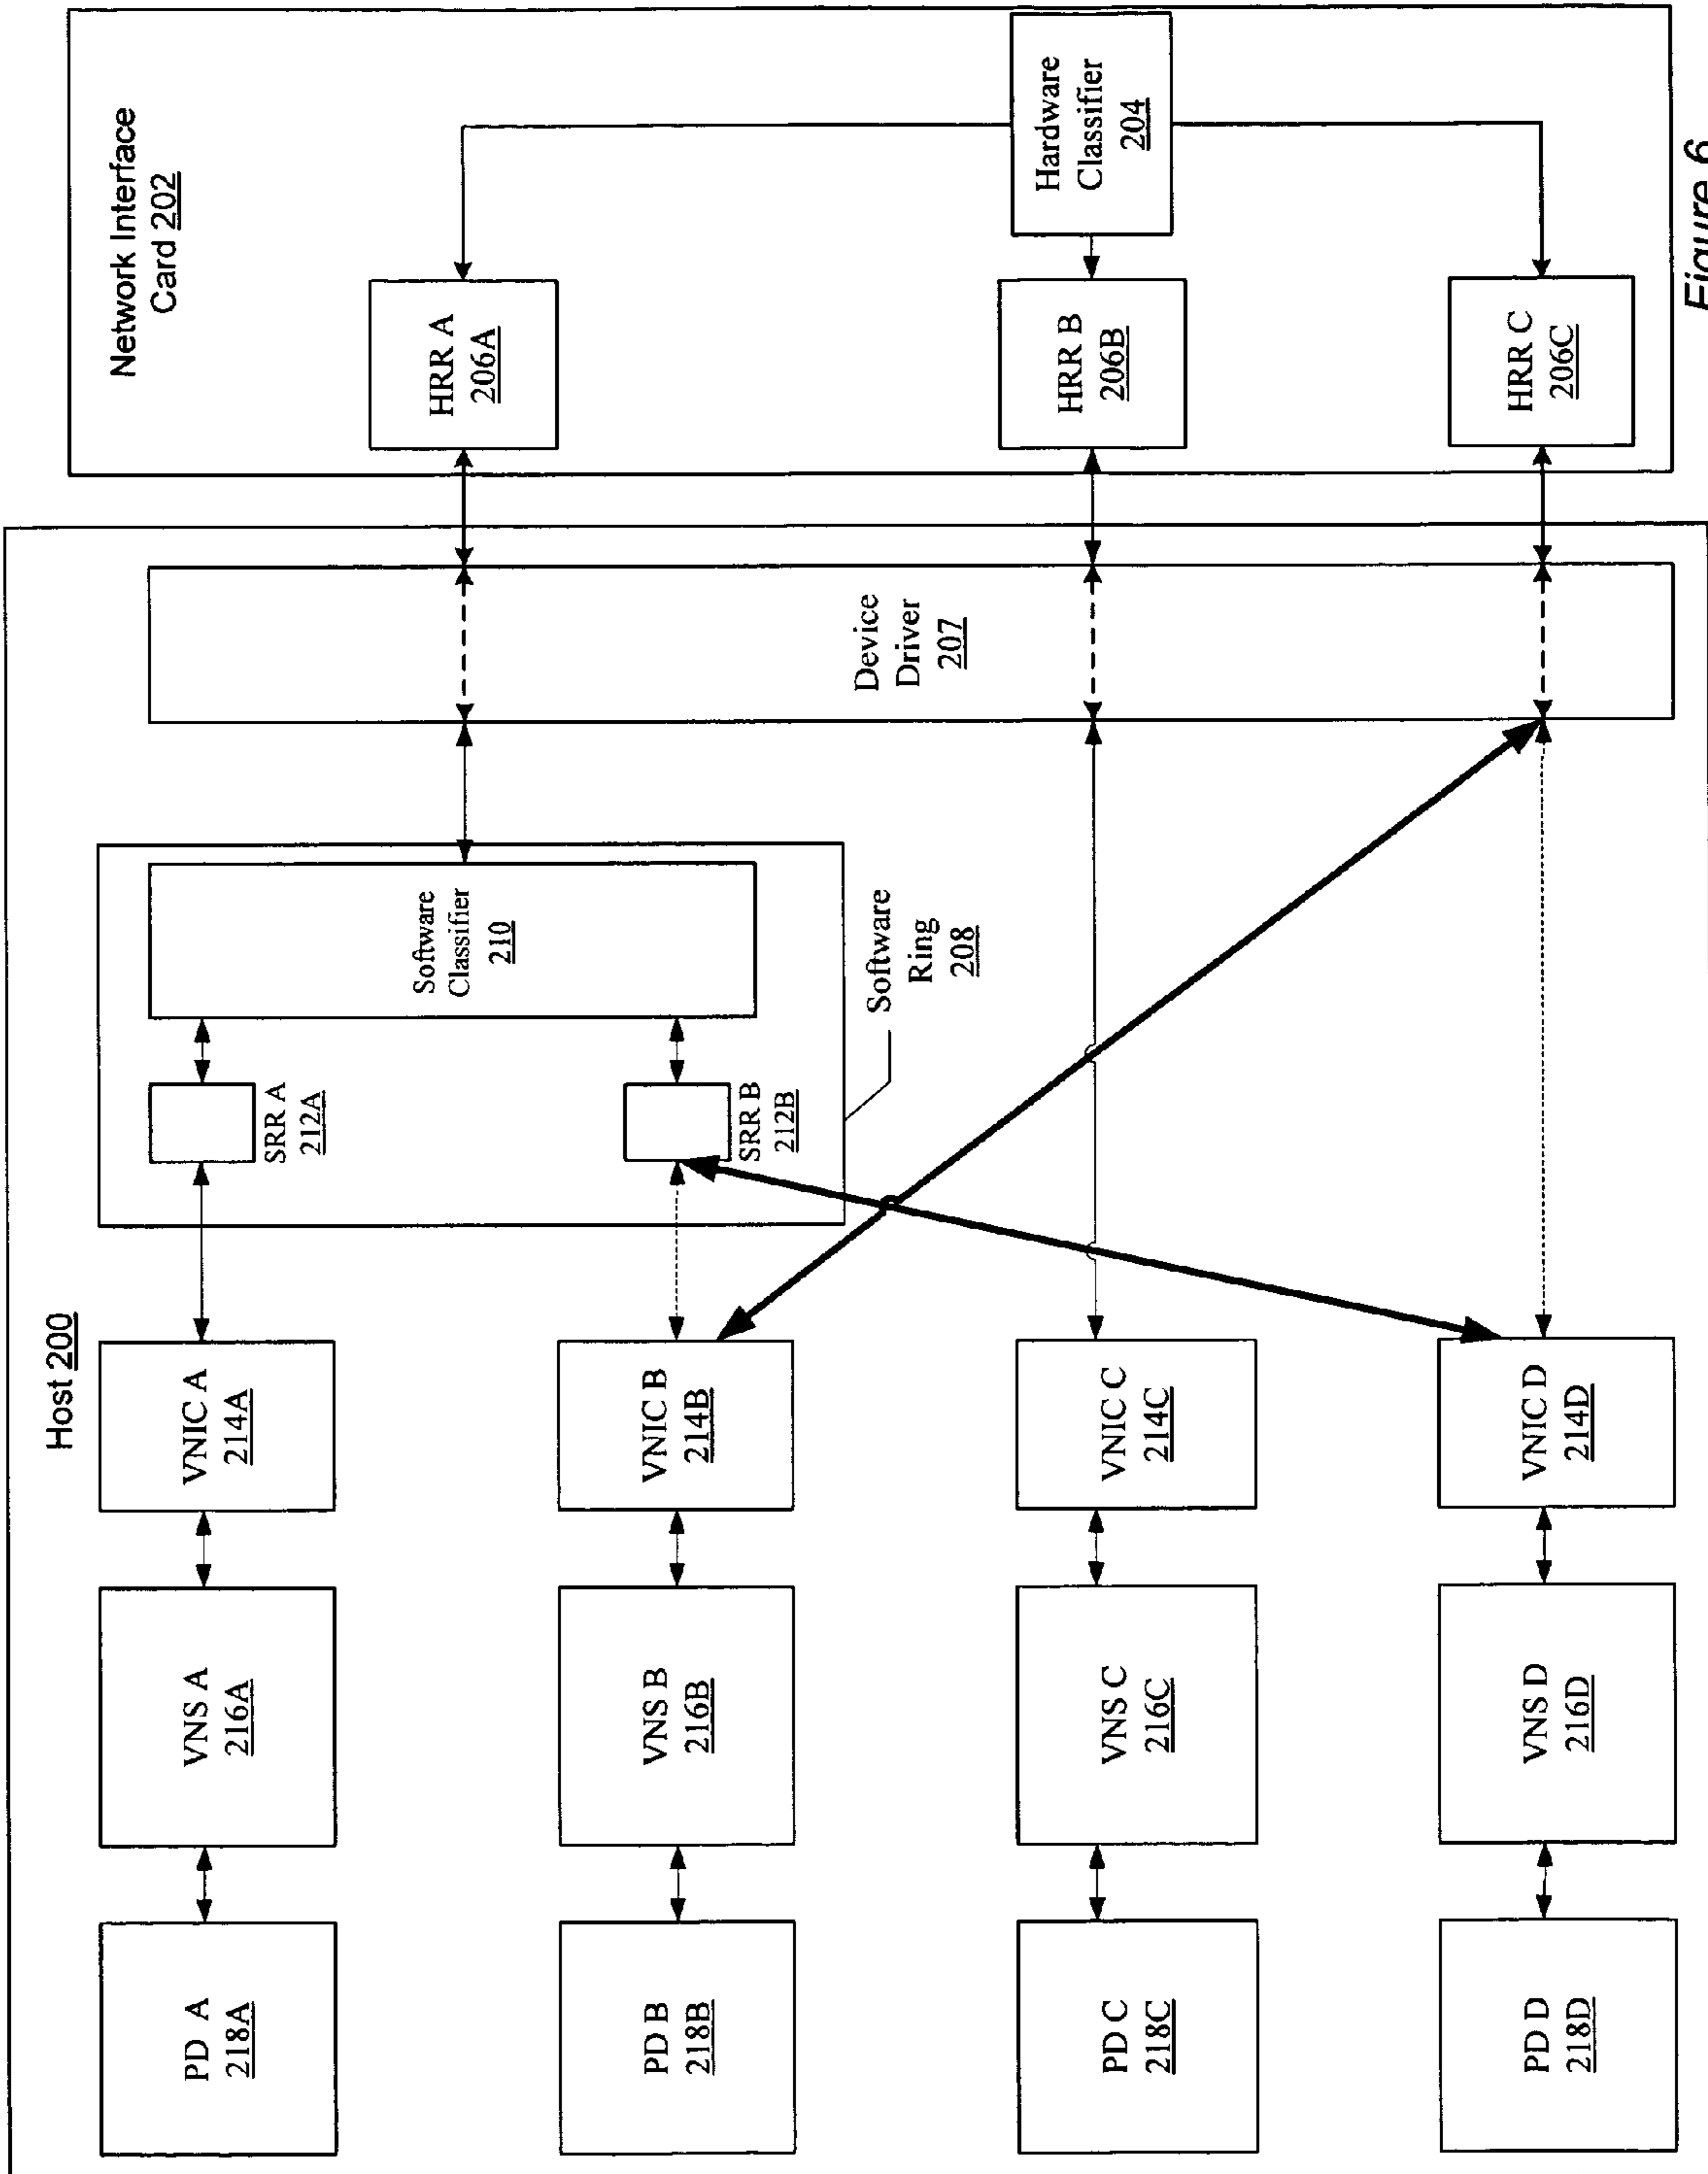 Host 200
Network Interface
Card 202
PD A
218A
VNS A
216A
VNIC A
214A
SRR A
212A
Software
Classifier
210
HRR A
206A
PD B
218B
VNS B
216B
VNIC B
214B
SRR B
212B
Software
Ring
208
Device
Driver
207
Hardware
Classifier
204
HRR B
206B
PD C
218C
VNS C
216C
VNIC C
214C
PD D
218D
VNS D
216D
VNIC D
214D
HRR C
206C
Figure 6